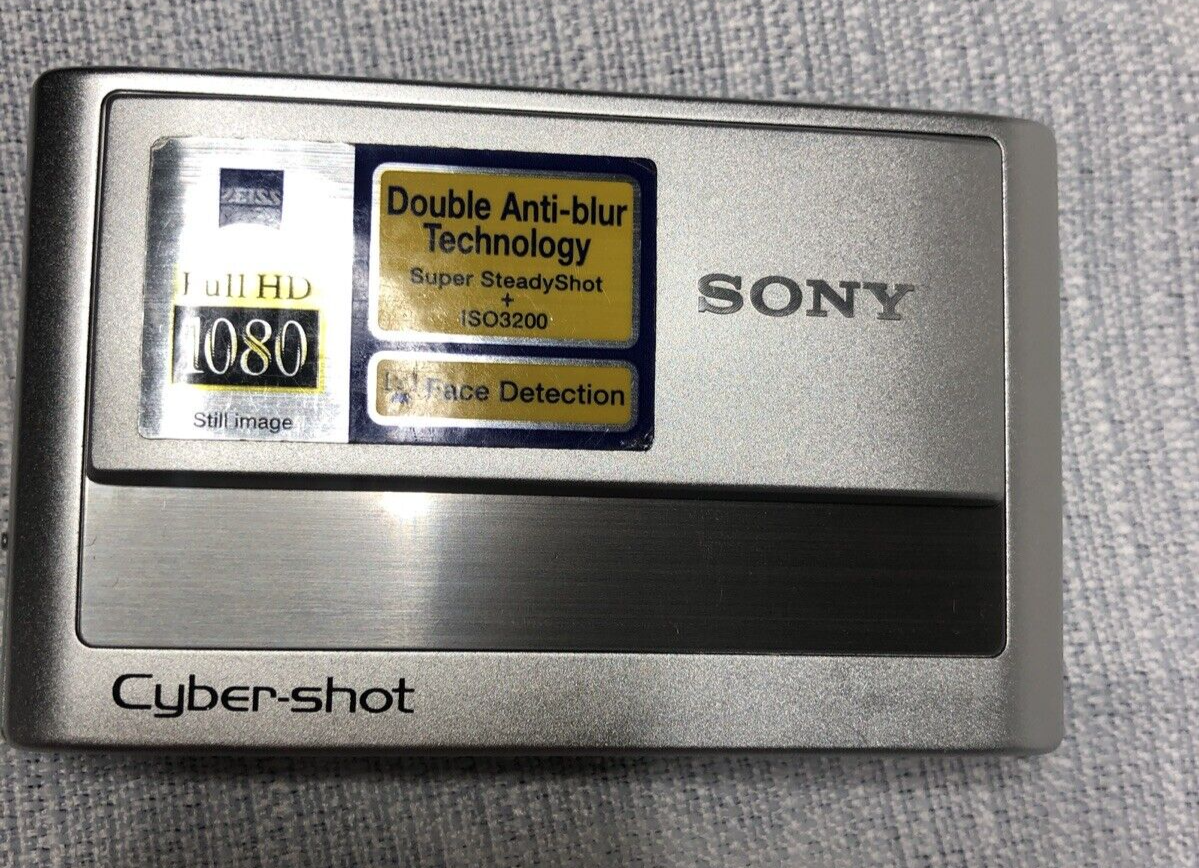 ZEISS
Full HD
1080
Still image
Double Anti-blur
Technology
Super SteadyShot
+
ISO3200
Face Detection
SONY
Cyber-shot